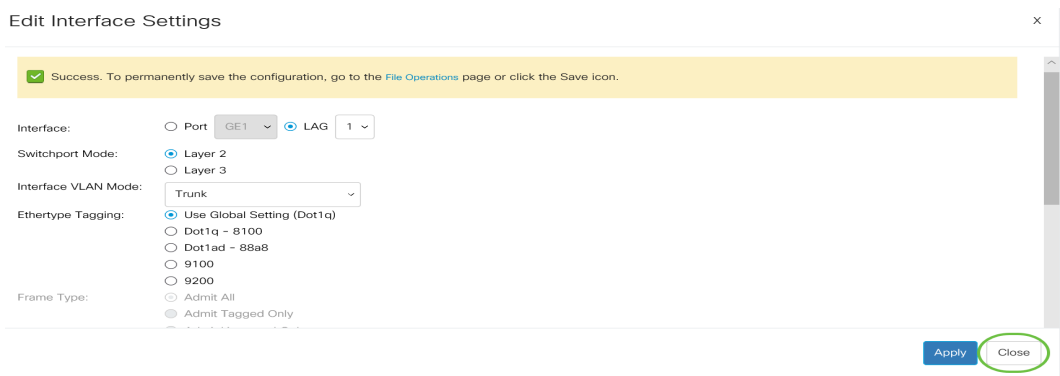 Edit Interface Settings
Success. To permanently save the configuration, go to the File Operations page or click the Save icon.
Interface: Port GE1 LAG 1
Switchport Mode: Layer 2
Layer 3
Interface VLAN Mode: Trunk
Ethertype Tagging: Use Global Setting (Dot1q)
Dot1q - 8100
Dot1ad - 88a8
9100
9200
Frame Type: Admit All
Admit Tagged Only
Apply Close